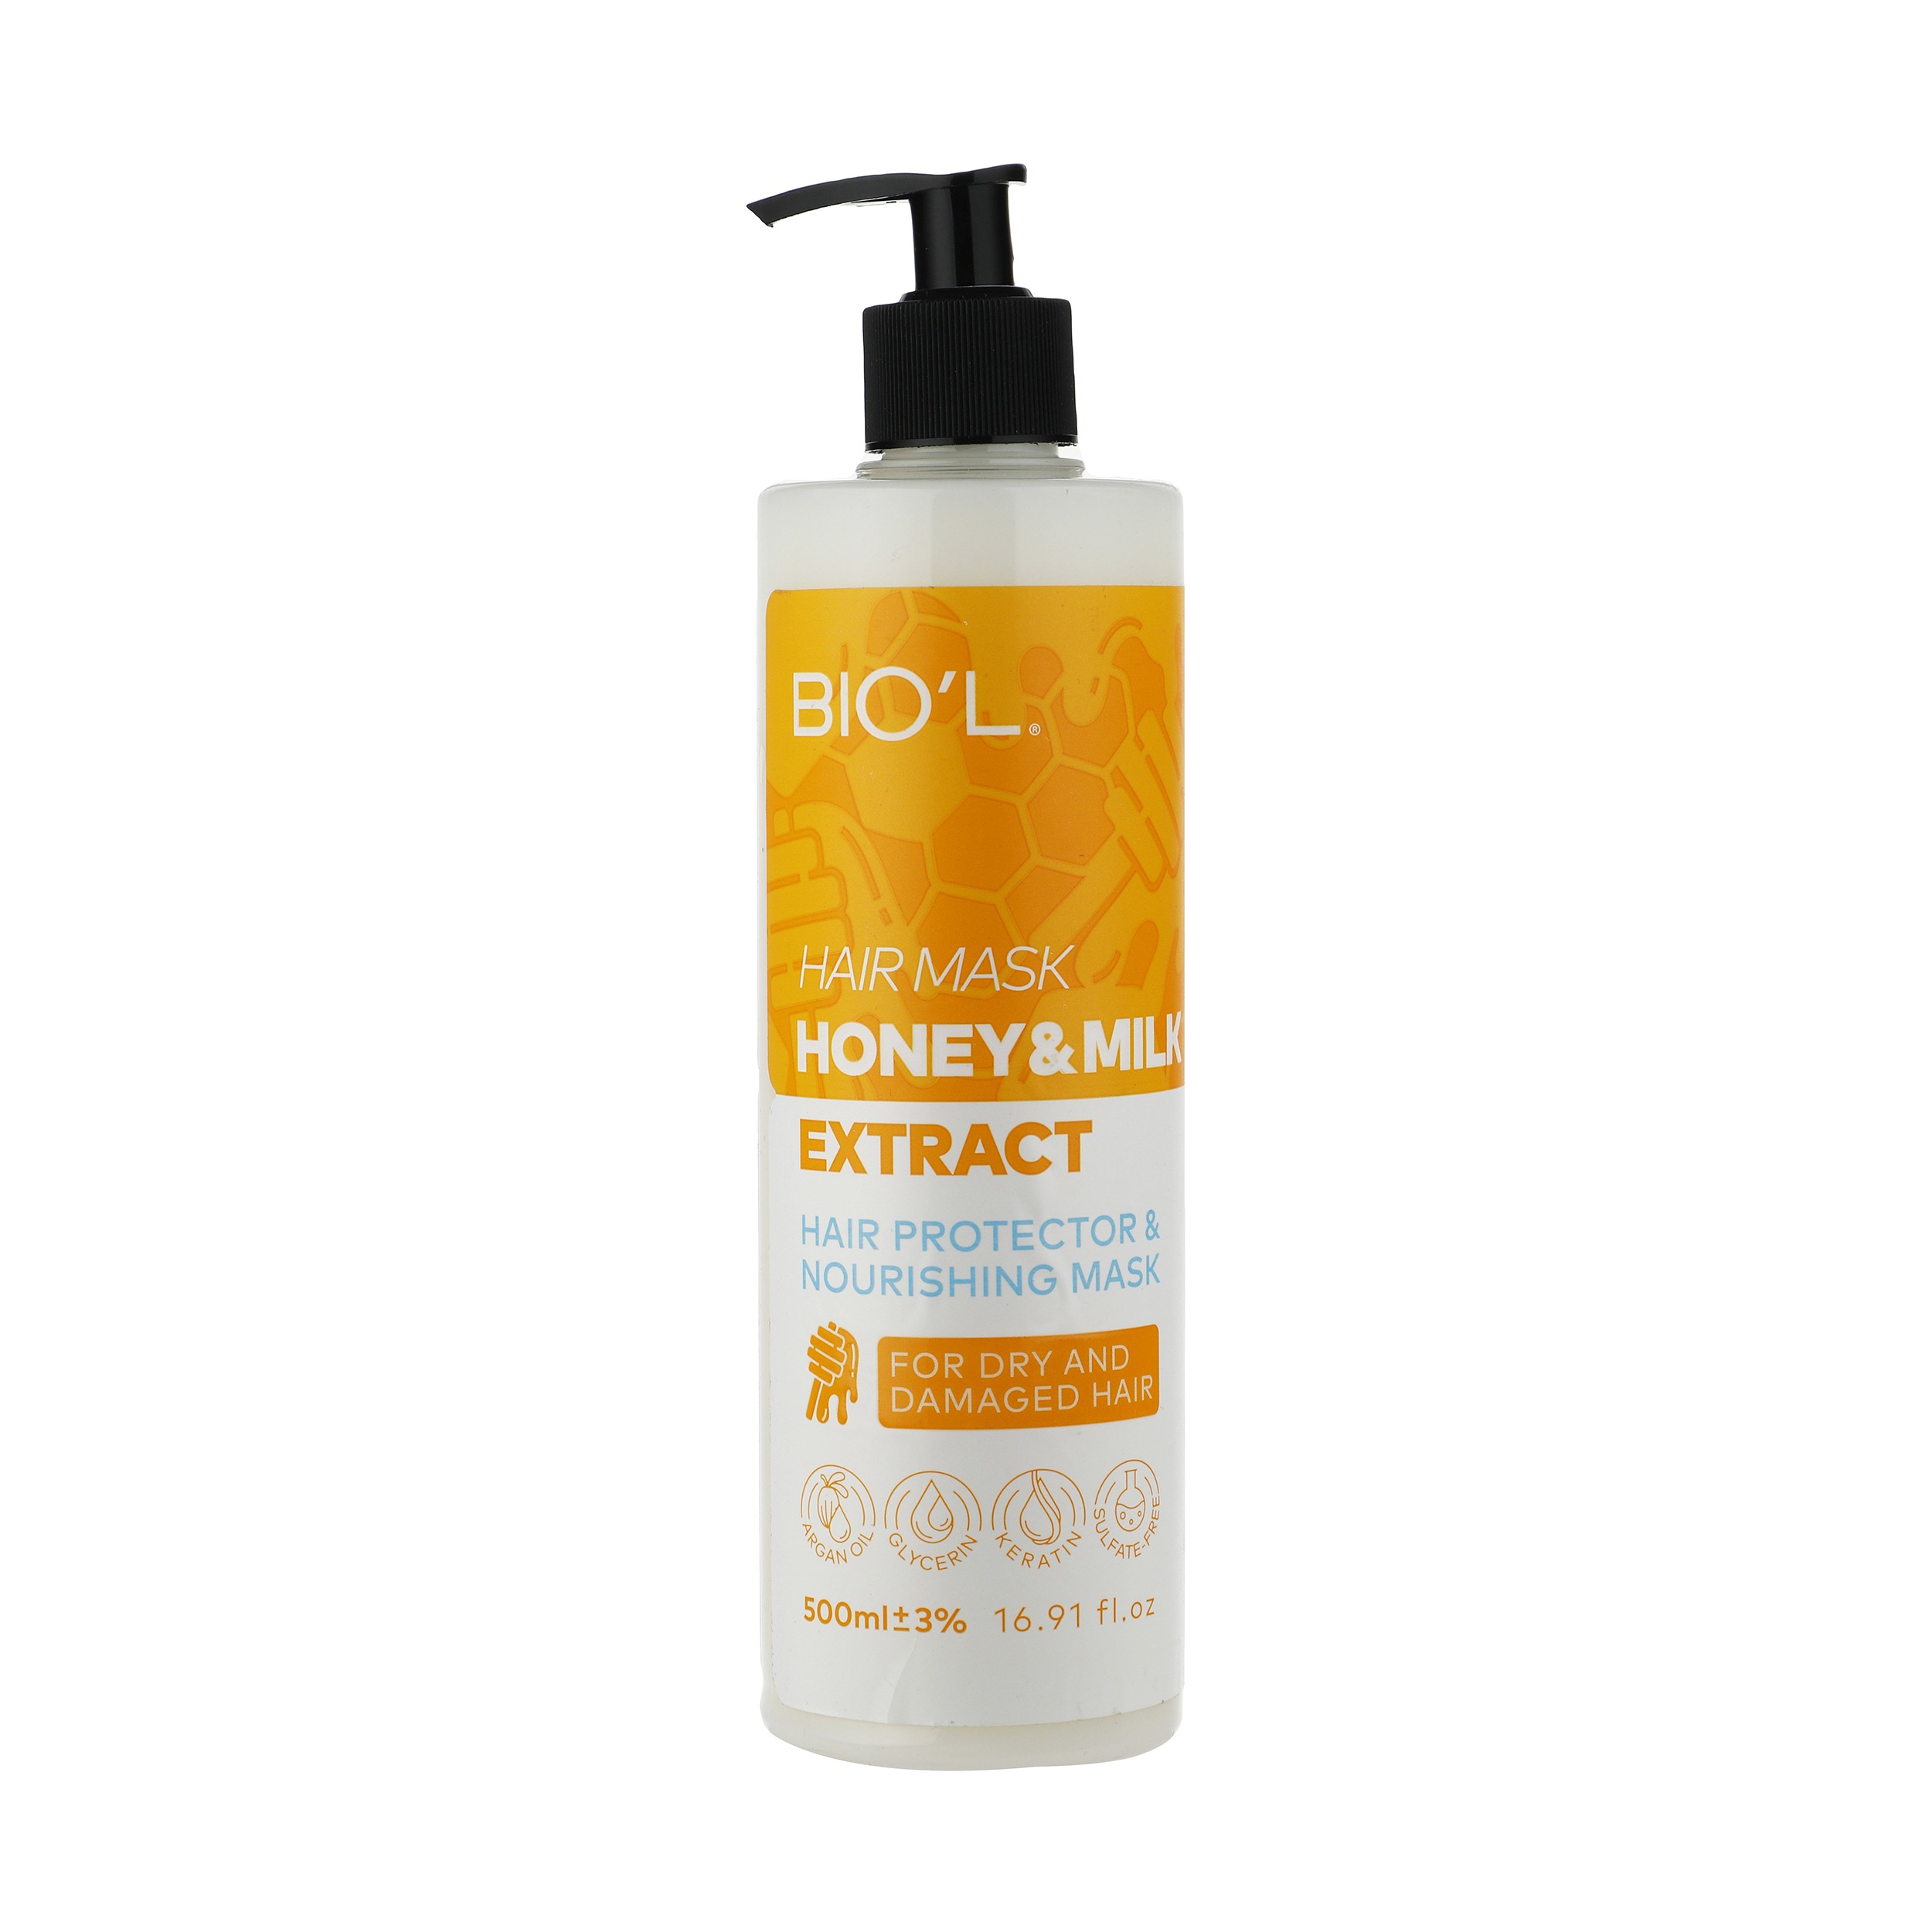 BIO'L®
HAIR MASK
HONEY & MILK
EXTRACT
HAIR PROTECTOR &
NOURISHING MASK
FOR DRY AND
DAMAGED HAIR
ARGAN OIL GLYCERIN KERATIN SULFATE-FREE
500ml±3% 16.91 fl.oz